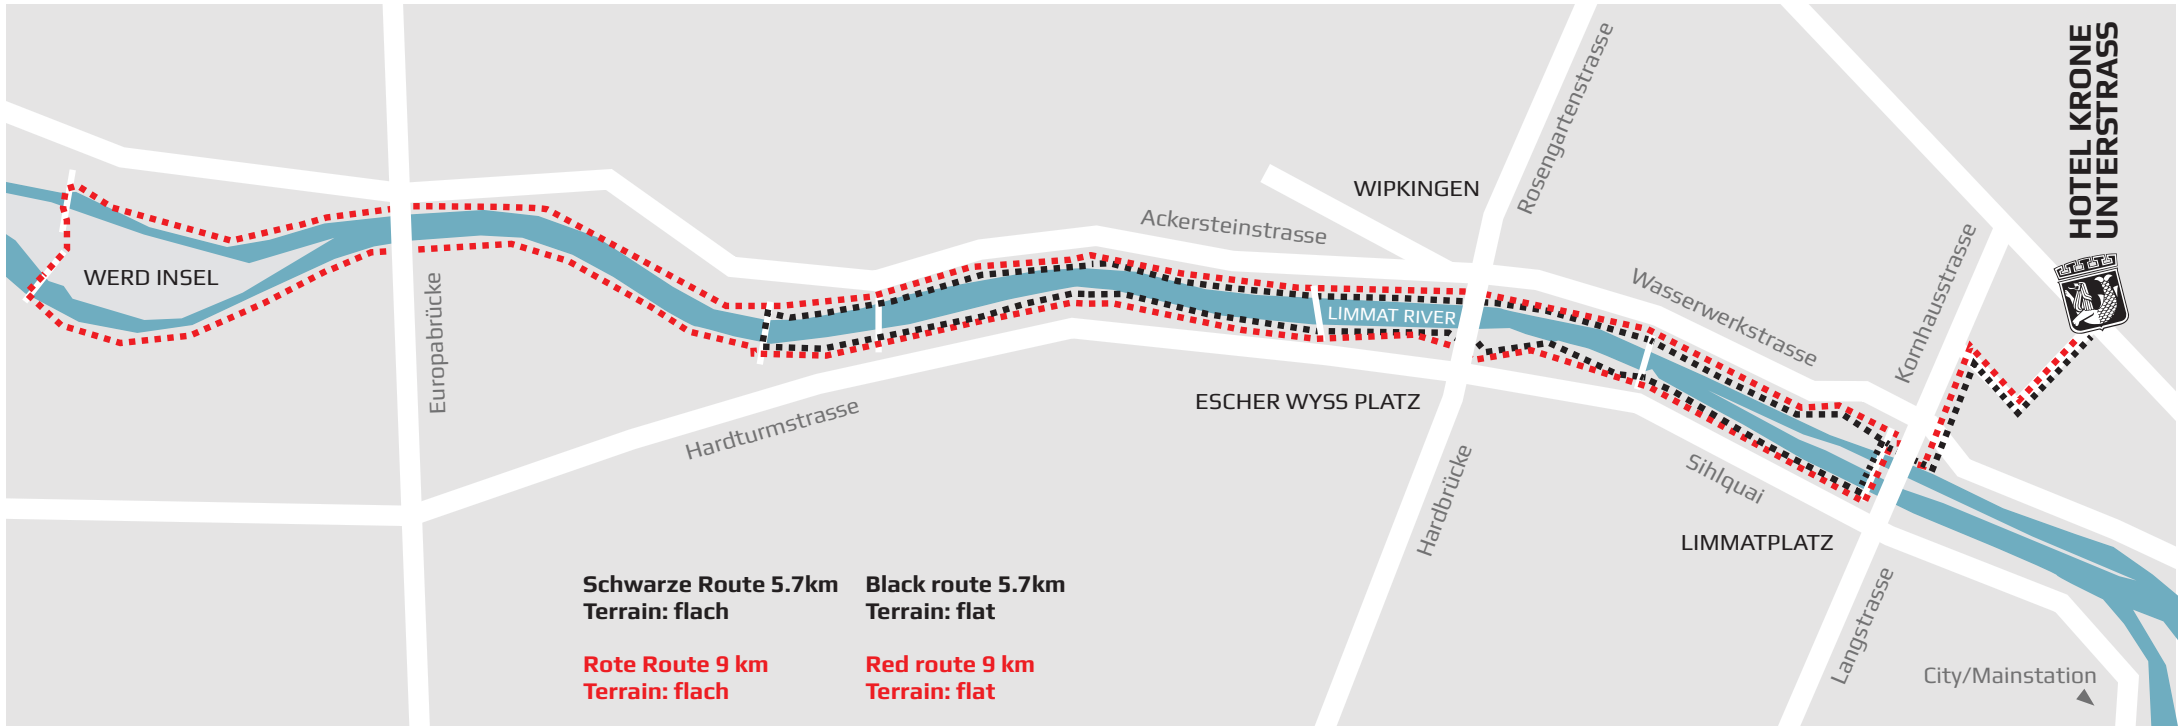 HOTEL KRONE
UNTERSTRASS
Rosengartenstrasse
WIPKINGEN
Ackersteinstrasse
Kornhausstrasse
Wasserwerkstrasse
WERD INSEL
LIMMAT RIVER
Europabrücke
ESCHER WYSS PLATZ
Hardturmstrasse
Sihlquai
Hardbrücke
LIMMATPLATZ
Langstrasse
City/Mainstation
Schwarze Route 5.7km
Terrain: flach
Black route 5.7km
Terrain: flat
Rote Route 9 km
Terrain: flach
Red route 9 km
Terrain: flat